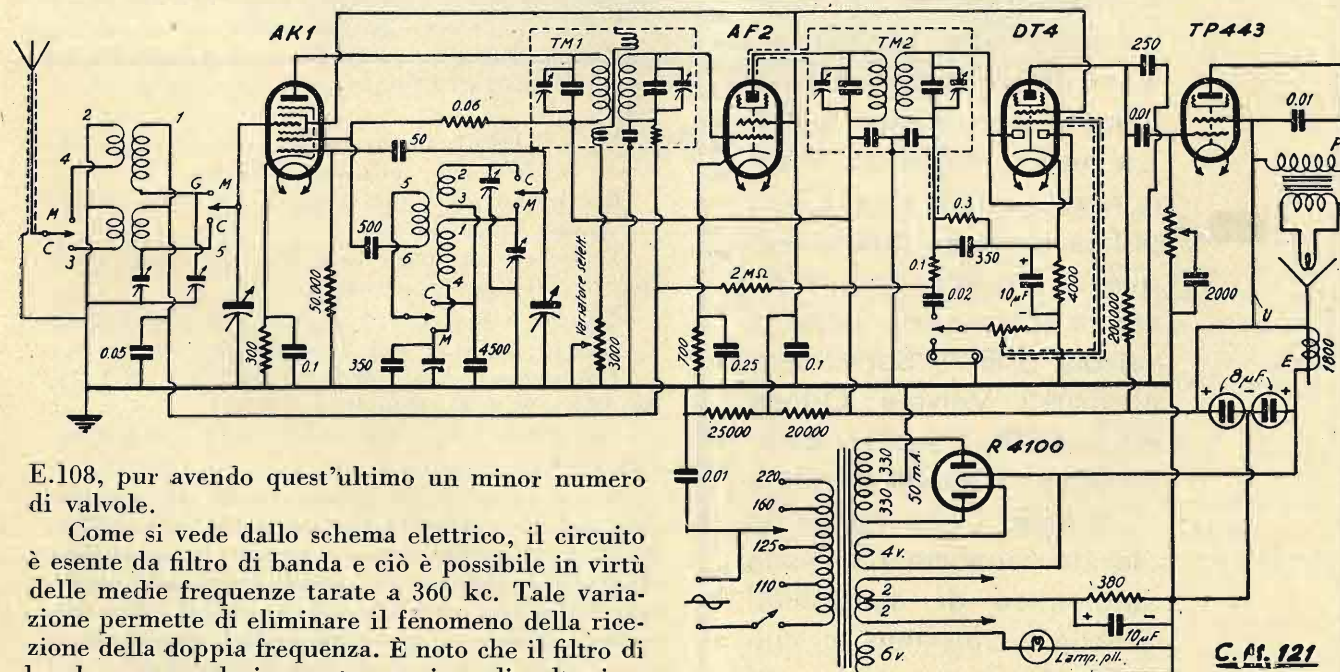 AK1
AF2
DT4
TP443
TM1
TM2
250
0.06
50
0.01
0.01
2
1
4
G
M
M
C
C
3
5
5
2
3
C
M
1
500
6
4
C
M
0.3
350
0.1
0.02
10µF
+
-
4000
200000
2000
P
U
E
1800
50.000
Variatore selett.
3000
2 MΩ
0.05
300
0.1
350
4500
700
0.25
0.1
+ 8µF. - +
25000
20000
R 4100
0.01
220
160
125
110
330
330
50 m.A.
4 v.
2
2
6 v.
380
+
-
10µF
Lamp. pil.
C.M. 121
E.108, pur avendo quest'ultimo un minor numero
di valvole.
Come si vede dallo schema elettrico, il circuito
è esente da filtro di banda e ciò è possibile in virtù
delle medie frequenze tarate a 360 kc. Tale varia-
zione permette di eliminare il fenomeno della rice-
zione della doppia frequenza. È noto che il filtro di